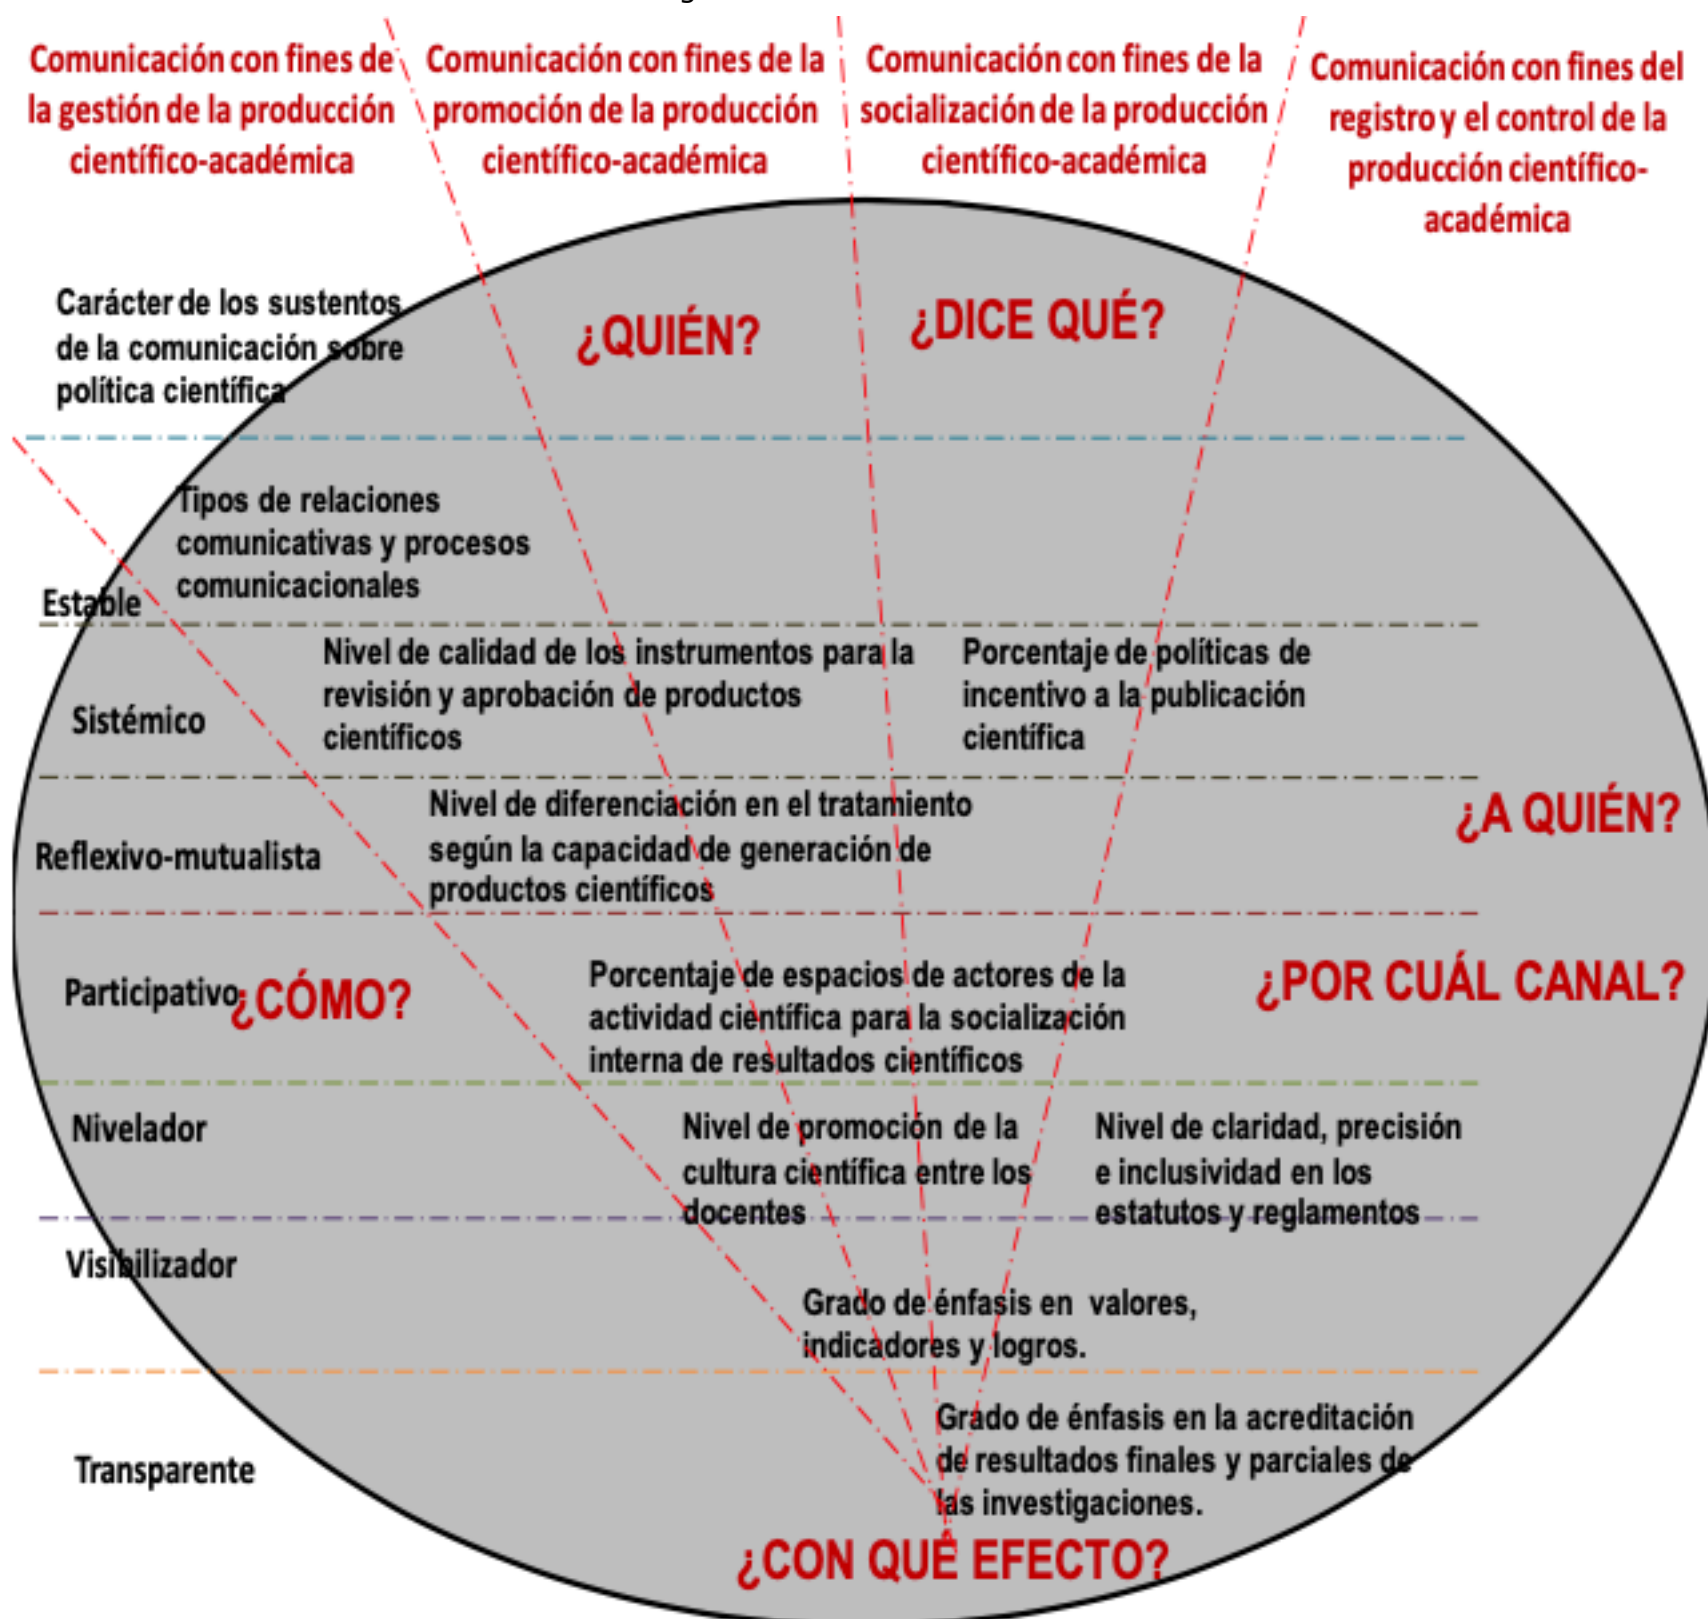 Comunicación con fines de
la gestión de la producción
científico-académica
Comunicación con fines de la
promoción de la producción
científico-académica
Comunicación con fines de la
socialización de la producción
científico-académica
Comunicación con fines del
registro y el control de la
producción científico-
académica
Carácter de los sustentos
de la comunicación sobre
política científica
¿QUIÉN?
¿DICE QUÉ?
Tipos de relaciones
comunicativas y procesos
comunicacionales
Estable
Nivel de calidad de los instrumentos para la
revisión y aprobación de productos
científicos
Porcentaje de políticas de
incentivo a la publicación
científica
Sistémico
Nivel de diferenciación en el tratamiento
según la capacidad de generación de
productos científicos
¿A QUIÉN?
Reflexivo-mutualista
Participativo
¿CÓMO?
Porcentaje de espacios de actores de la
actividad científica para la socialización
interna de resultados científicos
¿POR CUÁL CANAL?
Nivelador
Nivel de promoción de la
cultura científica entre los
docentes
Nivel de claridad, precisión
e inclusividad en los
estatutos y reglamentos
Visibilizador
Grado de énfasis en valores,
indicadores y logros.
Transparente
Grado de énfasis en la acreditación
de resultados finales y parciales de
las investigaciones.
¿CON QUÉ EFECTO?